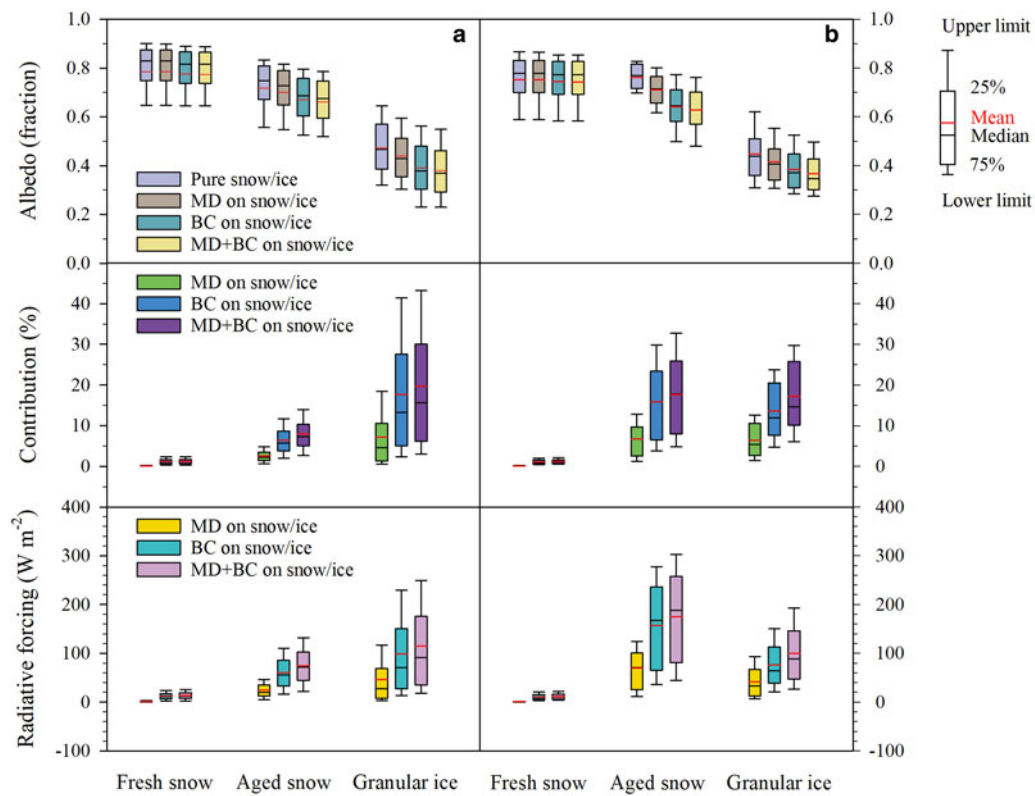 a
b
Albedo (fraction)
1.0
0.8
0.6
0.4
0.2
0.0
Pure snow/ice
MD on snow/ice
BC on snow/ice
MD+BC on snow/ice
1.0
0.8
0.6
0.4
0.2
0.0
Upper limit
25%
Mean
Median
75%
Lower limit
Contribution (%)
40
30
20
10
0
MD on snow/ice
BC on snow/ice
MD+BC on snow/ice
40
30
20
10
0
Radiative forcing (W m⁻²)
400
300
200
100
0
-100
MD on snow/ice
BC on snow/ice
MD+BC on snow/ice
400
300
200
100
0
-100
Fresh snow Aged snow Granular ice Fresh snow Aged snow Granular ice